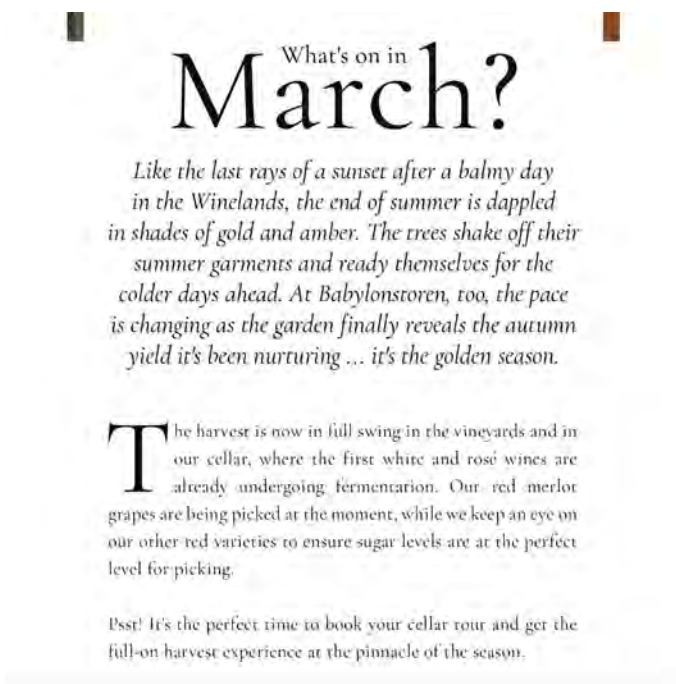 What's on in
March?
Like the last rays of a sunset after a balmy day
in the Winelands, the end of summer is dappled
in shades of gold and amber. The trees shake off their
summer garments and ready themselves for the
colder days ahead. At Babylonstoren, too, the pace
is changing as the garden finally reveals the autumn
yield it's been nurturing ... it's the golden season.
The harvest is now in full swing in the vineyards and in
our cellar, where the first white and rosé wines are
already undergoing fermentation. Our red merlot
grapes are being picked at the moment, while we keep an eye on
our other red varieties to ensure sugar levels are at the perfect
level for picking.
Psst! It's the perfect time to book your cellar tour and get the
full-on harvest experience at the pinnacle of the season.